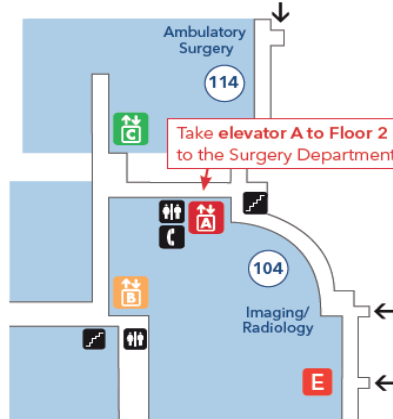 Ambulatory
Surgery
114
C
Take elevator A to Floor 2
to the Surgery Department
A
104
B
Imaging/
Radiology
E